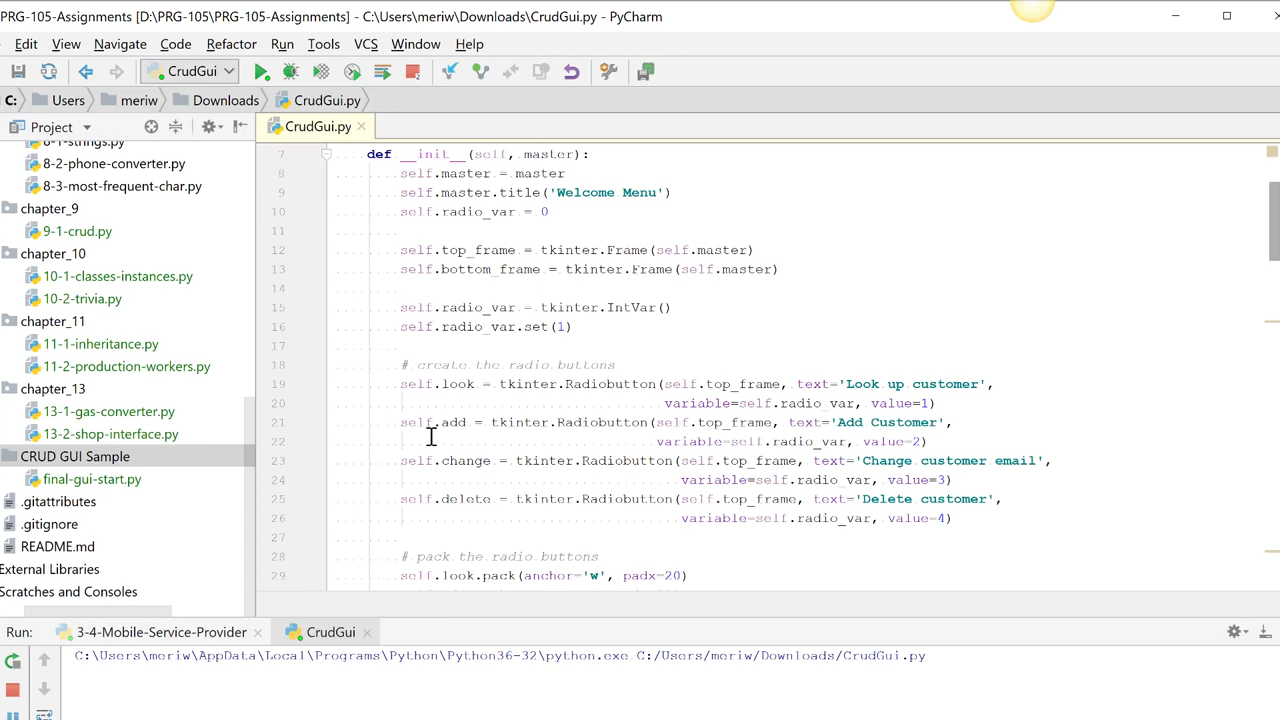 PRG-105-Assignments [D:\PRG-105-Assignments] - C:\Users\meriw\Downloads\CrudGui.py - PyCharm
Edit View Navigate Code Refactor Run Tools VCS Window Help
CrudGui
C: Users meriw Downloads CrudGui.py
Project
CrudGui.py
8-1-strings.py
8-2-phone-converter.py
8-3-most-frequent-char.py
chapter_9
9-1-crud.py
chapter_10
10-1-classes-instances.py
10-2-trivia.py
chapter_11
11-1-inheritance.py
11-2-production-workers.py
chapter_13
13-1-gas-converter.py
13-2-shop-interface.py
CRUD GUI Sample
final-gui-start.py
.gitattributes
.gitignore
README.md
External Libraries
Scratches and Consoles
7 def __init__(self, master):
8 self.master = master
9 self.master.title('Welcome Menu')
10 self.radio_var = 0
11
12 self.top_frame = tkinter.Frame(self.master)
13 self.bottom_frame = tkinter.Frame(self.master)
14
15 self.radio_var = tkinter.IntVar()
16 self.radio_var.set(1)
17
18 # create the radio buttons
19 self.look = tkinter.Radiobutton(self.top_frame, text='Look up customer',
20 variable=self.radio_var, value=1)
21 self.add = tkinter.Radiobutton(self.top_frame, text='Add Customer',
22 variable=self.radio_var, value=2)
23 self.change = tkinter.Radiobutton(self.top_frame, text='Change customer email',
24 variable=self.radio_var, value=3)
25 self.delete = tkinter.Radiobutton(self.top_frame, text='Delete customer',
26 variable=self.radio_var, value=4)
27
28 # pack the radio buttons
29 self.look.pack(anchor='w', padx=20)
Run: 3-4-Mobile-Service-Provider CrudGui
C:\Users\meriw\AppData\Local\Programs\Python\Python36-32\python.exe C:/Users/meriw/Downloads/CrudGui.py